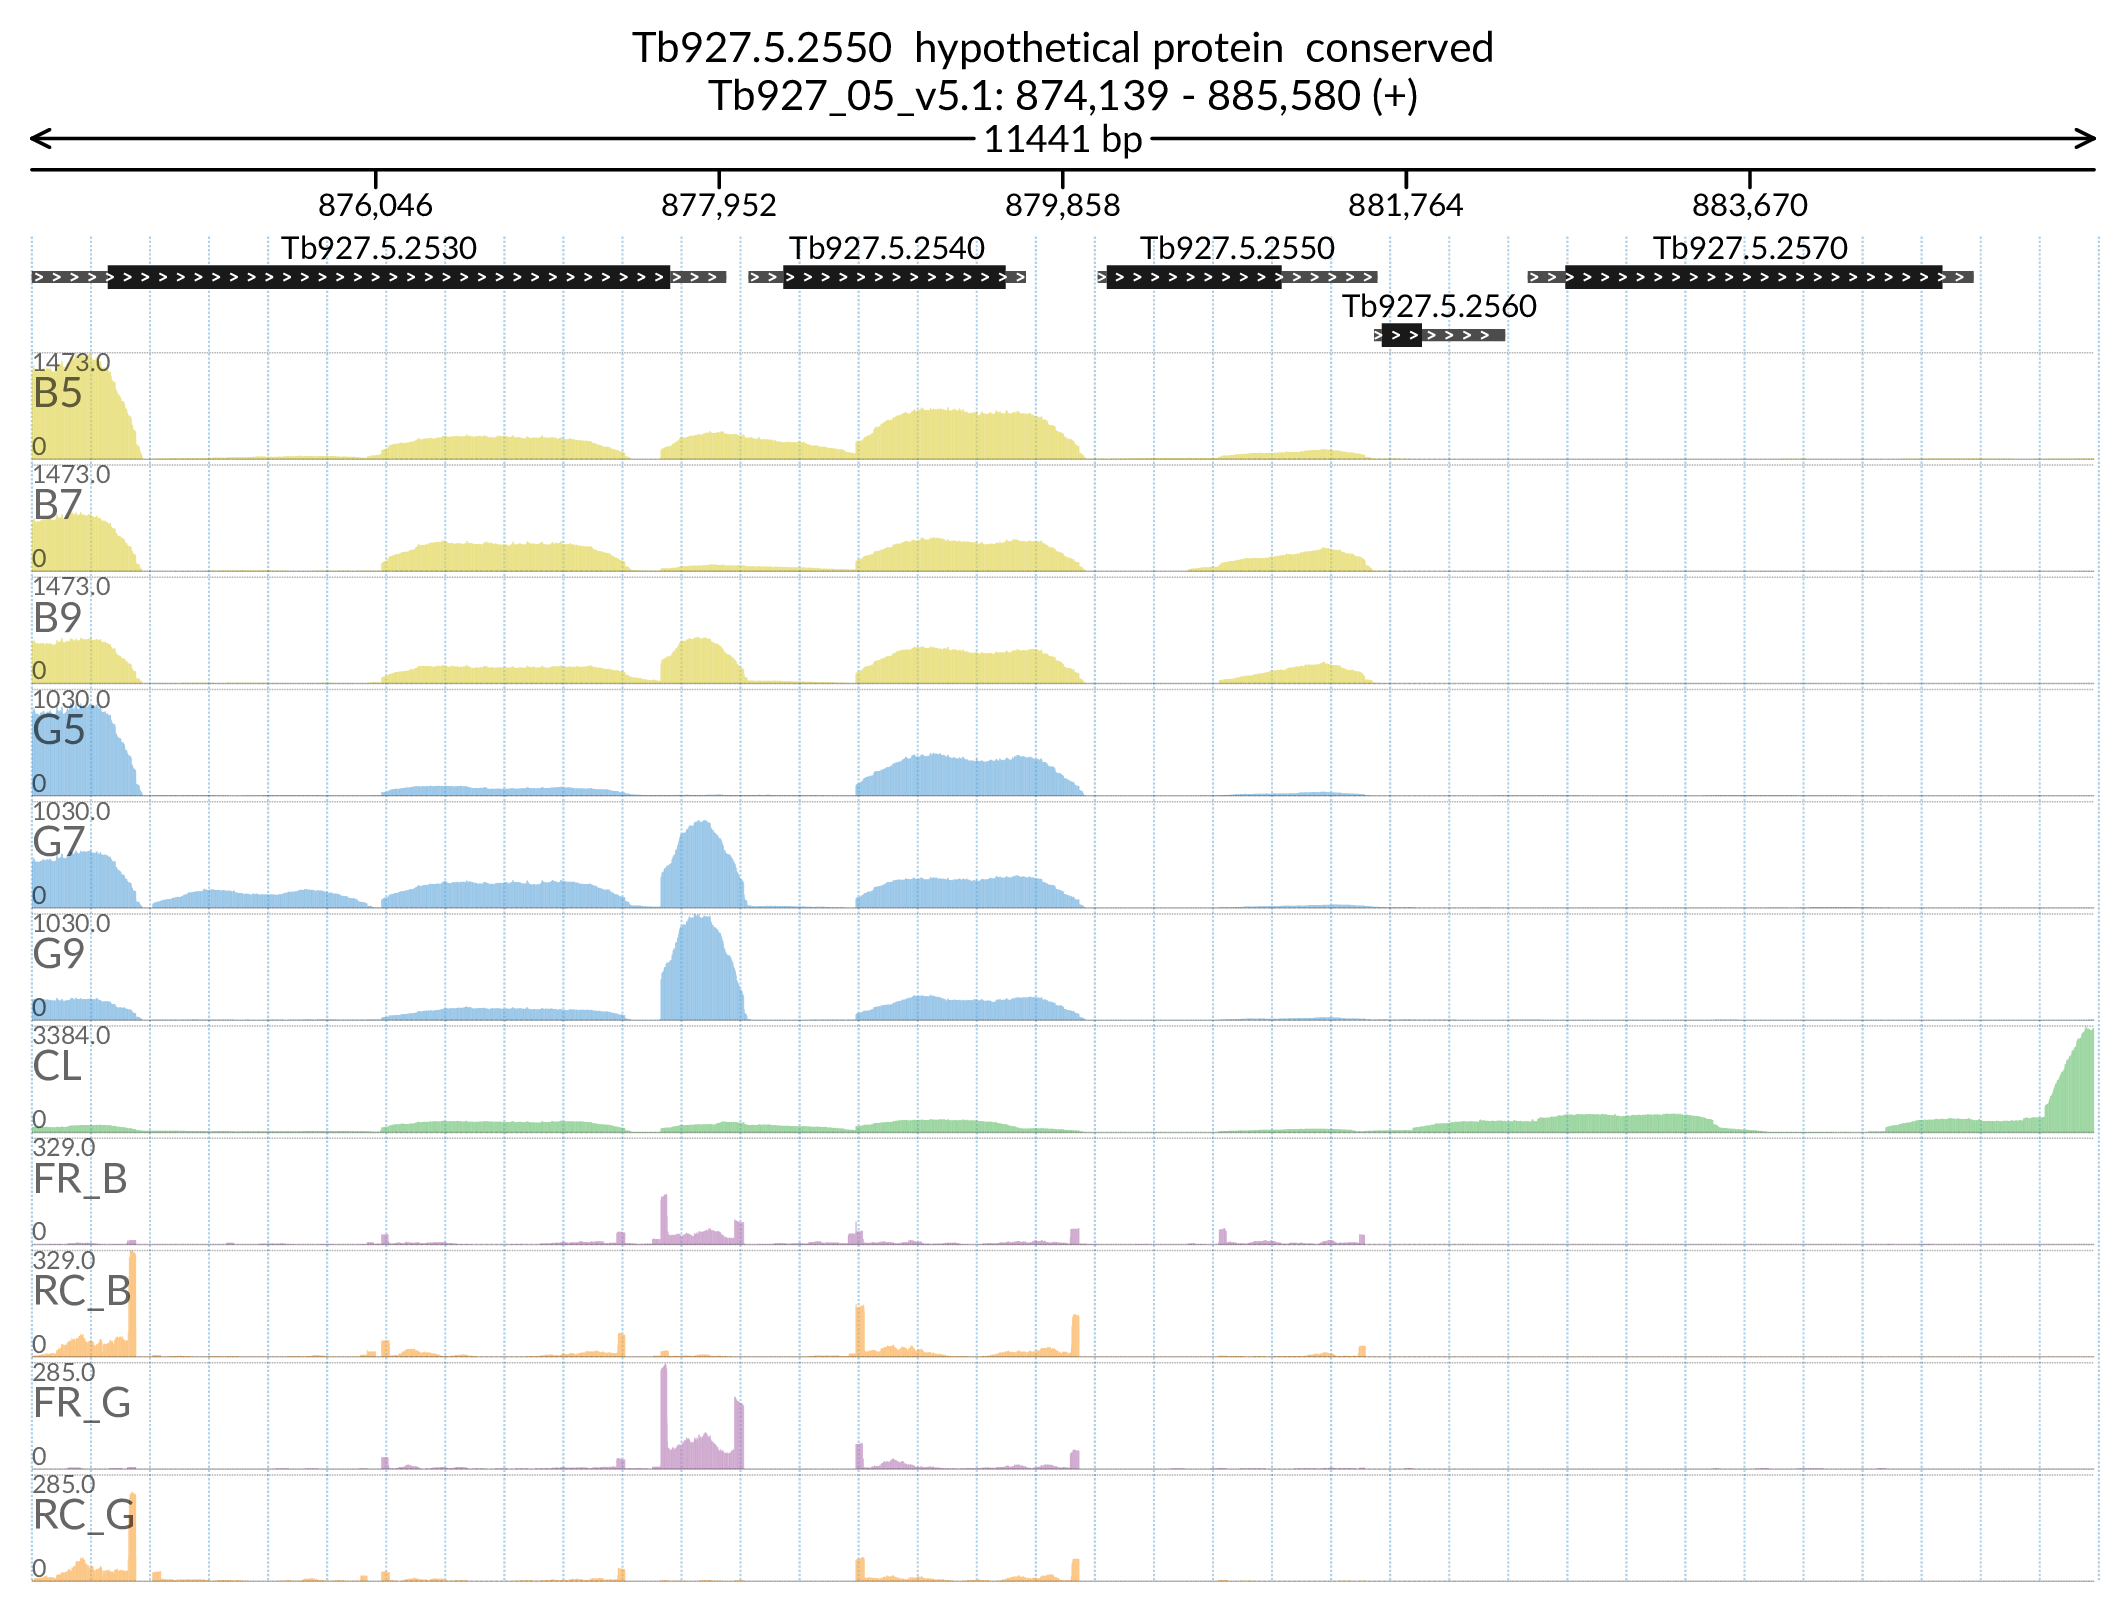 Tb927.5.2550  hypothetical protein  conserved
Tb927_05_v5.1: 874,139 - 885,580 (+)
11441 bp
876,046 877,952 879,858 881,764 883,670
Tb927.5.2530 Tb927.5.2540 Tb927.5.2550 Tb927.5.2570
Tb927.5.2560
1473.0
B5
0
1473.0
B7
0
1473.0
B9
0
1030.0
G5
0
1030.0
G7
0
1030.0
G9
0
3384.0
CL
0
329.0
FR_B
0
329.0
RC_B
0
285.0
FR_G
0
285.0
RC_G
0